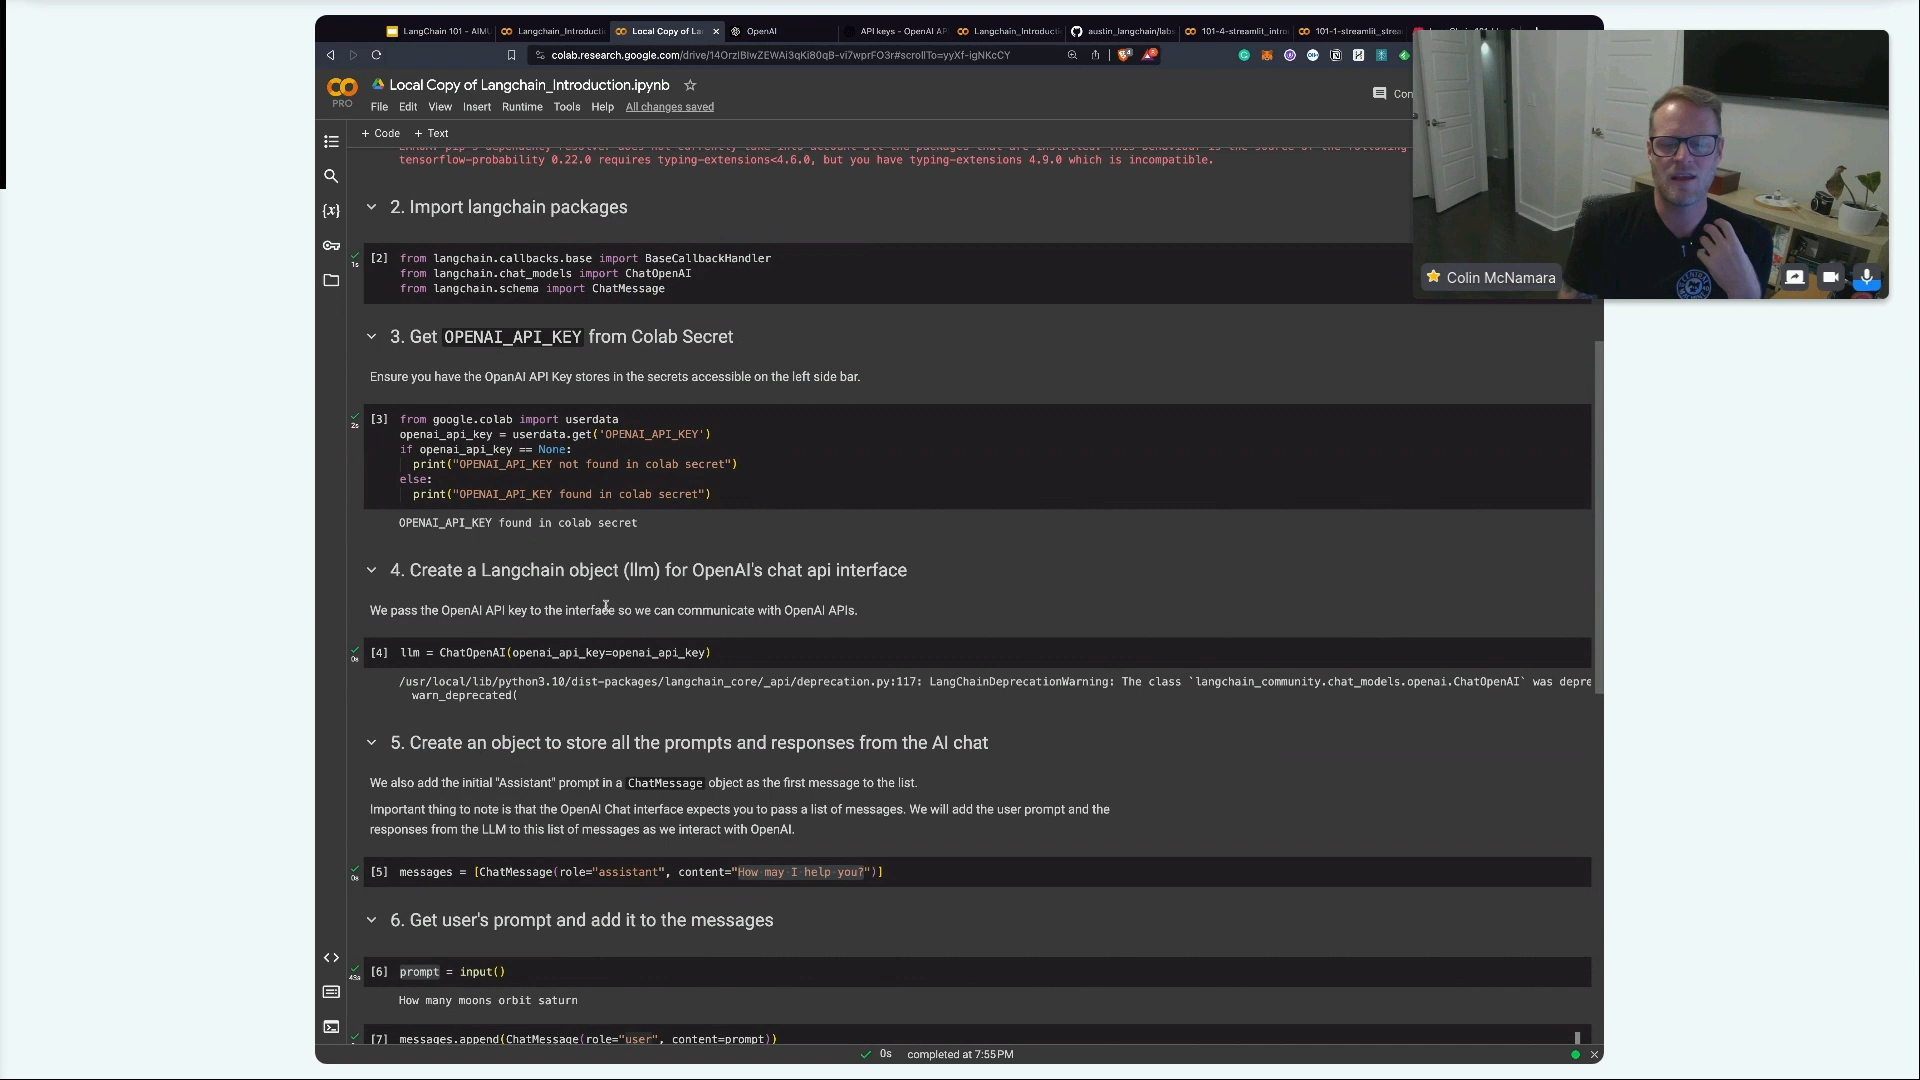 LangChain 101 - AIMU
Langchain_Introducti
Local Copy of La
OpenAI
API keys - OpenAI AP
Langchain_Introduct
austin_langchain/labs
101-4-streamlit_intro
101-1-streamlit_strea
colab.research.google.com/drive/14OrzIBlwZEWAi3qKi80qB-vi7wprFO3r#scrollTo=yyXf-igNKcCY
PRO
Local Copy of Langchain_Introduction.ipynb
File Edit View Insert Runtime Tools Help All changes saved
Con
+ Code + Text
tensorflow-probability 0.22.0 requires typing-extensions<4.6.0, but you have typing-extensions 4.9.0 which is incompatible.
2. Import langchain packages
1s
[2] from langchain.callbacks.base import BaseCallbackHandler
from langchain.chat_models import ChatOpenAI
from langchain.schema import ChatMessage
Colin McNamara
3. Get OPENAI_API_KEY from Colab Secret
Ensure you have the OpanAI API Key stores in the secrets accessible on the left side bar.
2s
[3] from google.colab import userdata
openai_api_key = userdata.get('OPENAI_API_KEY')
if openai_api_key == None:
print("OPENAI_API_KEY not found in colab secret")
else:
print("OPENAI_API_KEY found in colab secret")
OPENAI_API_KEY found in colab secret
4. Create a Langchain object (llm) for OpenAI's chat api interface
We pass the OpenAI API key to the interface so we can communicate with OpenAI APIs.
0s
[4] llm = ChatOpenAI(openai_api_key=openai_api_key)
/usr/local/lib/python3.10/dist-packages/langchain_core/_api/deprecation.py:117: LangChainDeprecationWarning: The class `langchain_community.chat_models.openai.ChatOpenAI` was depre
warn_deprecated(
5. Create an object to store all the prompts and responses from the AI chat
We also add the initial "Assistant" prompt in a ChatMessage object as the first message to the list.
Important thing to note is that the OpenAI Chat interface expects you to pass a list of messages. We will add the user prompt and the
responses from the LLM to this list of messages as we interact with OpenAI.
0s
[5] messages = [ChatMessage(role="assistant", content="How may I help you?")]
6. Get user's prompt and add it to the messages
43s
[6] prompt = input()
How many moons orbit saturn
[7] messages.append(ChatMessage(role="user", content=prompt))
0s completed at 7:55 PM